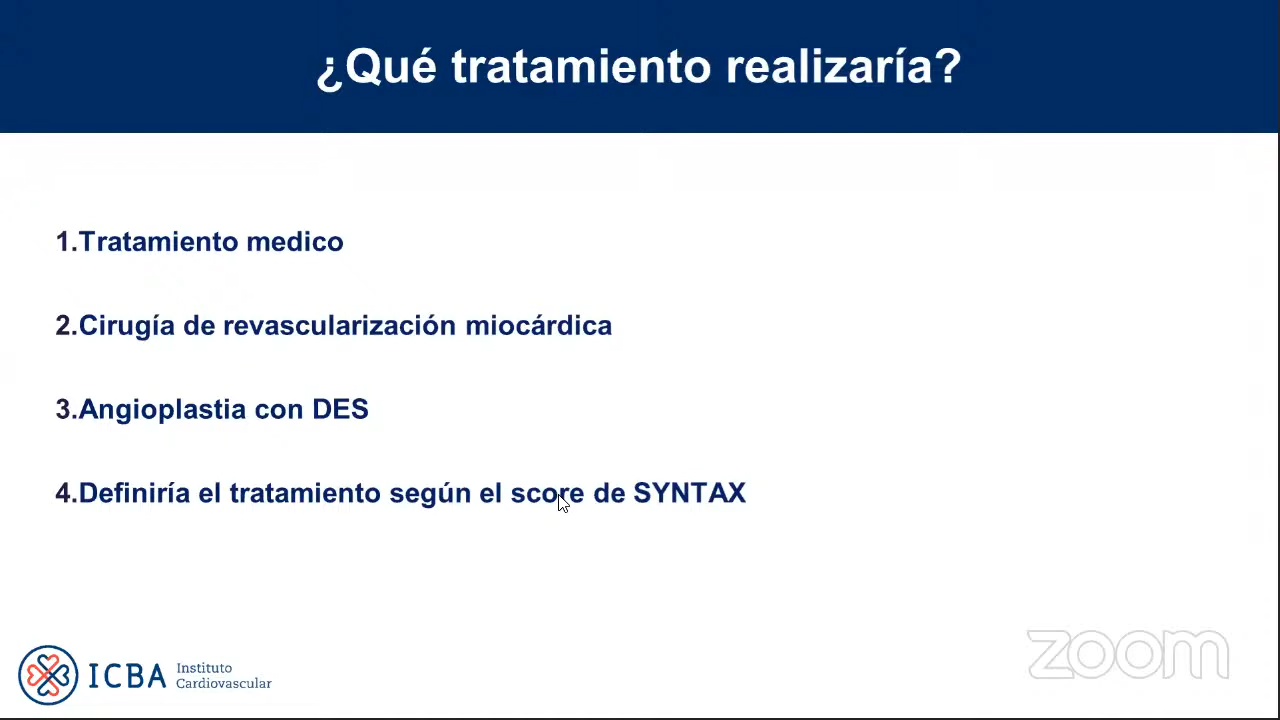 ¿Qué tratamiento realizaría?
1.Tratamiento medico
2.Cirugía de revascularización miocárdica
3.Angioplastia con DES
4.Definiría el tratamiento según el score de SYNTAX
ICBA
Instituto
Cardiovascular
zoom